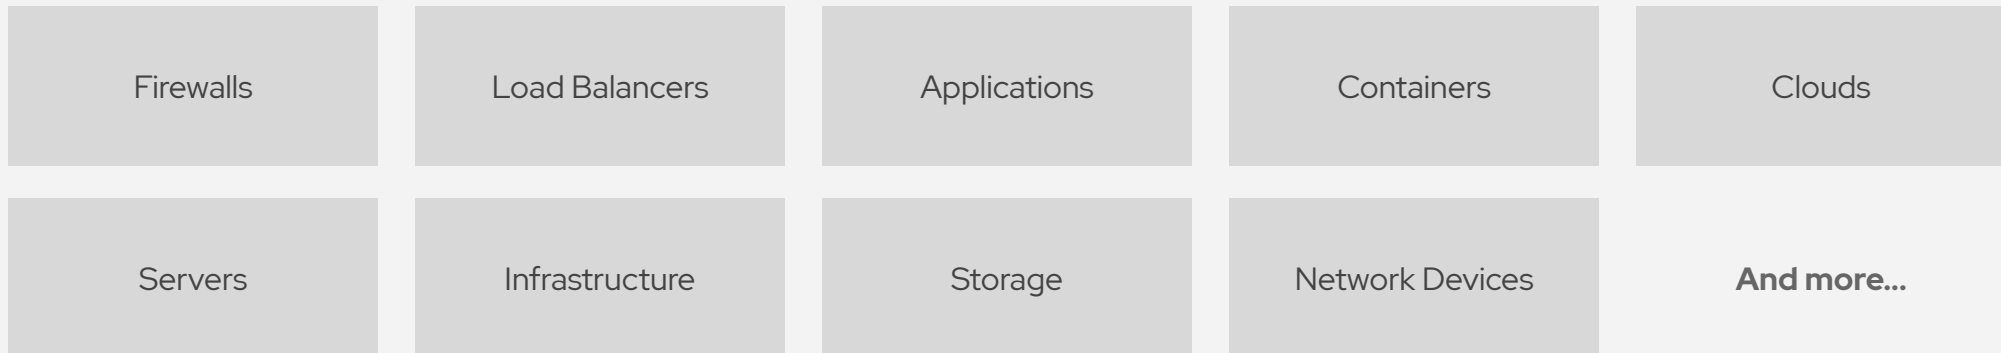 Firewalls
Load Balancers
Applications
Containers
Clouds
Servers
Infrastructure
Storage
Network Devices
And more...